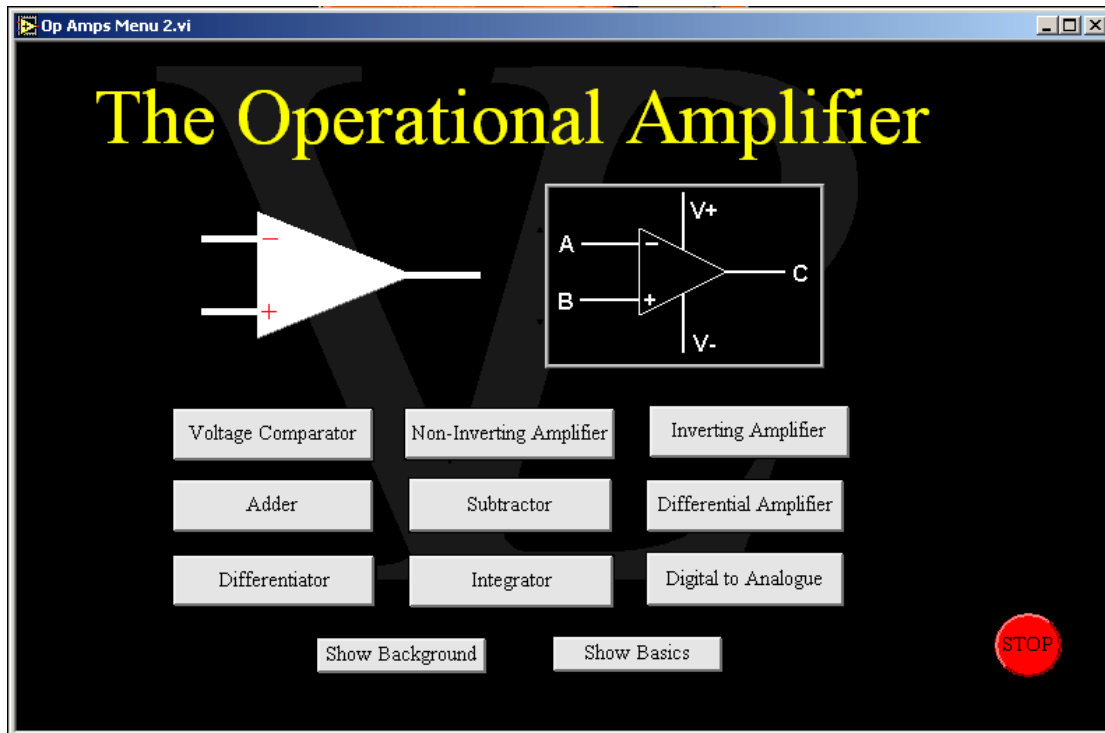 Op Amps Menu 2.vi
The Operational Amplifier
−
+
V+
A
−
C
B
+
V-
Voltage Comparator
Non-Inverting Amplifier
Inverting Amplifier
Adder
Subtractor
Differential Amplifier
Differentiator
Integrator
Digital to Analogue
Show Background
Show Basics
STOP